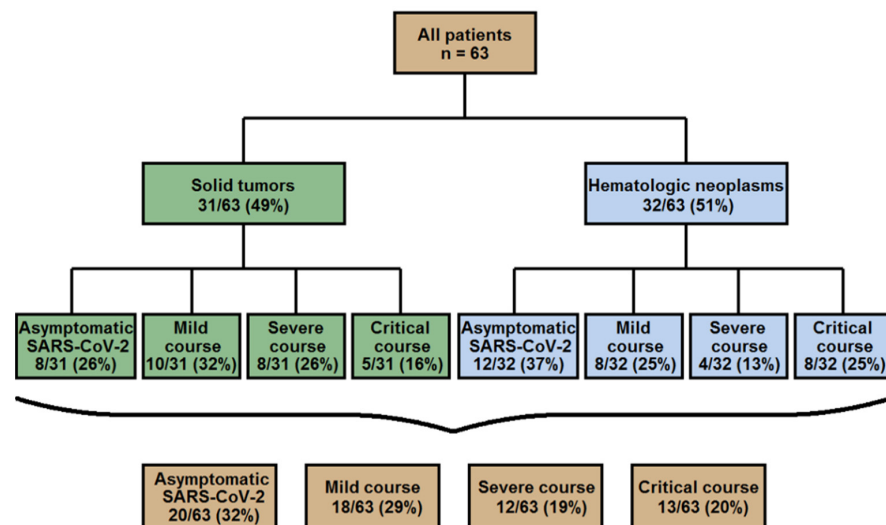 All patients
n = 63
Solid tumors
31/63 (49%)
Hematologic neoplasms
32/63 (51%)
Asymptomatic
SARS-CoV-2
8/31 (26%)
Mild
course
10/31 (32%)
Severe
course
8/31 (26%)
Critical
course
5/31 (16%)
Asymptomatic
SARS-CoV-2
12/32 (37%)
Mild
course
8/32 (25%)
Severe
course
4/32 (13%)
Critical
course
8/32 (25%)
Asymptomatic
SARS-CoV-2
20/63 (32%)
Mild course
18/63 (29%)
Severe course
12/63 (19%)
Critical course
13/63 (20%)